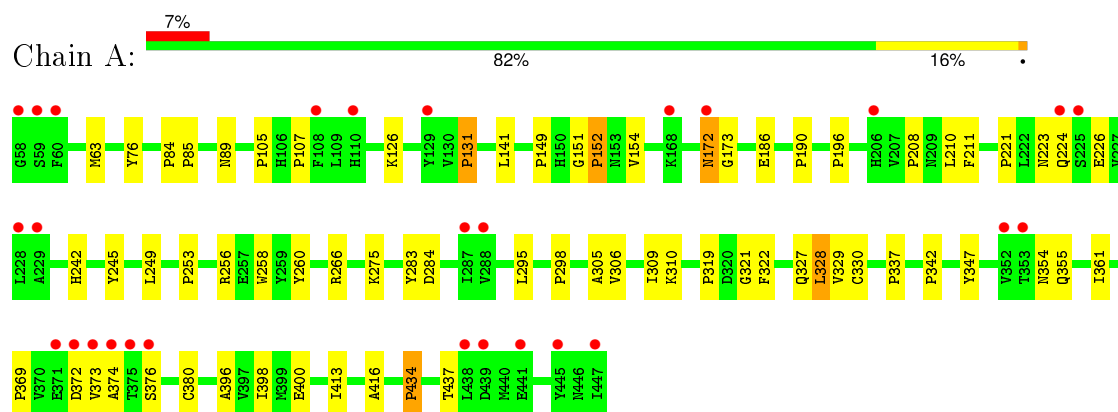 7%
Chain A:
82% 16% •
G58 S59 F60 M63 Y76 P84 P85 N89 P105 H106 P107 F108 L109 H110 K126 Y129 V130 P131 L141 P149 H150 G151 P152 N153 V154 K168 N172 G173 E186 P190 P196 H206 V207 P208 N209 L210 F211 P221 L222 N223 Q224 S225 E226 V227
L228 A229 H242 Y245 L249 P253 R256 E257 W258 Y259 Y260 R266 K275 Y283 D284 I287 V288 L295 P298 A305 V306 I309 K310 P319 D320 G321 F322 Q327 L328 V329 C330 P337 P342 Y347 V352 T353 N354 Q355 I361
P369 V370 E371 D372 V373 A374 T375 S376 C380 A396 V397 I398 M399 E400 I413 A416 P434 T437 L438 D439 M440 E441 Y445 N446 I447